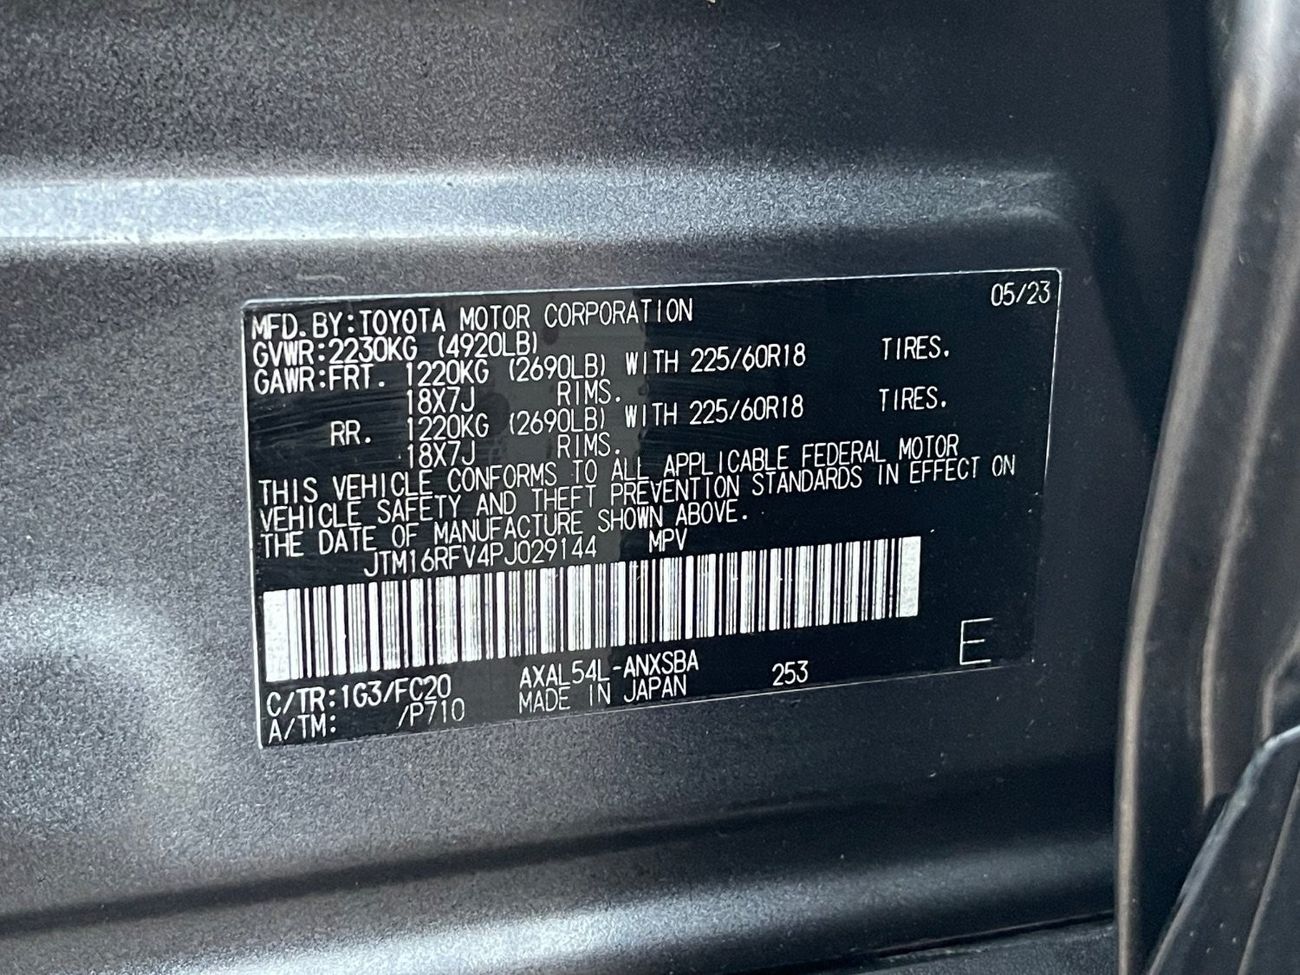 05/23
MFD.BY:TOYOTA MOTOR CORPORATION
GVWR:2230KG (4920LB)
GAWR:FRT. 1220KG (2690LB) WITH 225/60R18 TIRES.
18X7J RIMS.
RR. 1220KG (2690LB) WITH 225/60R18 TIRES.
18X7J RIMS.
THIS VEHICLE CONFORMS TO ALL APPLICABLE FEDERAL MOTOR
VEHICLE SAFETY AND THEFT PREVENTION STANDARDS IN EFFECT ON
THE DATE OF MANUFACTURE SHOWN ABOVE.
JTM16RFV4PJ029144 MPV
C/TR:1G3/FC20 AXAL54L-ANXSBA 253 E
A/TM: /P710 MADE IN JAPAN